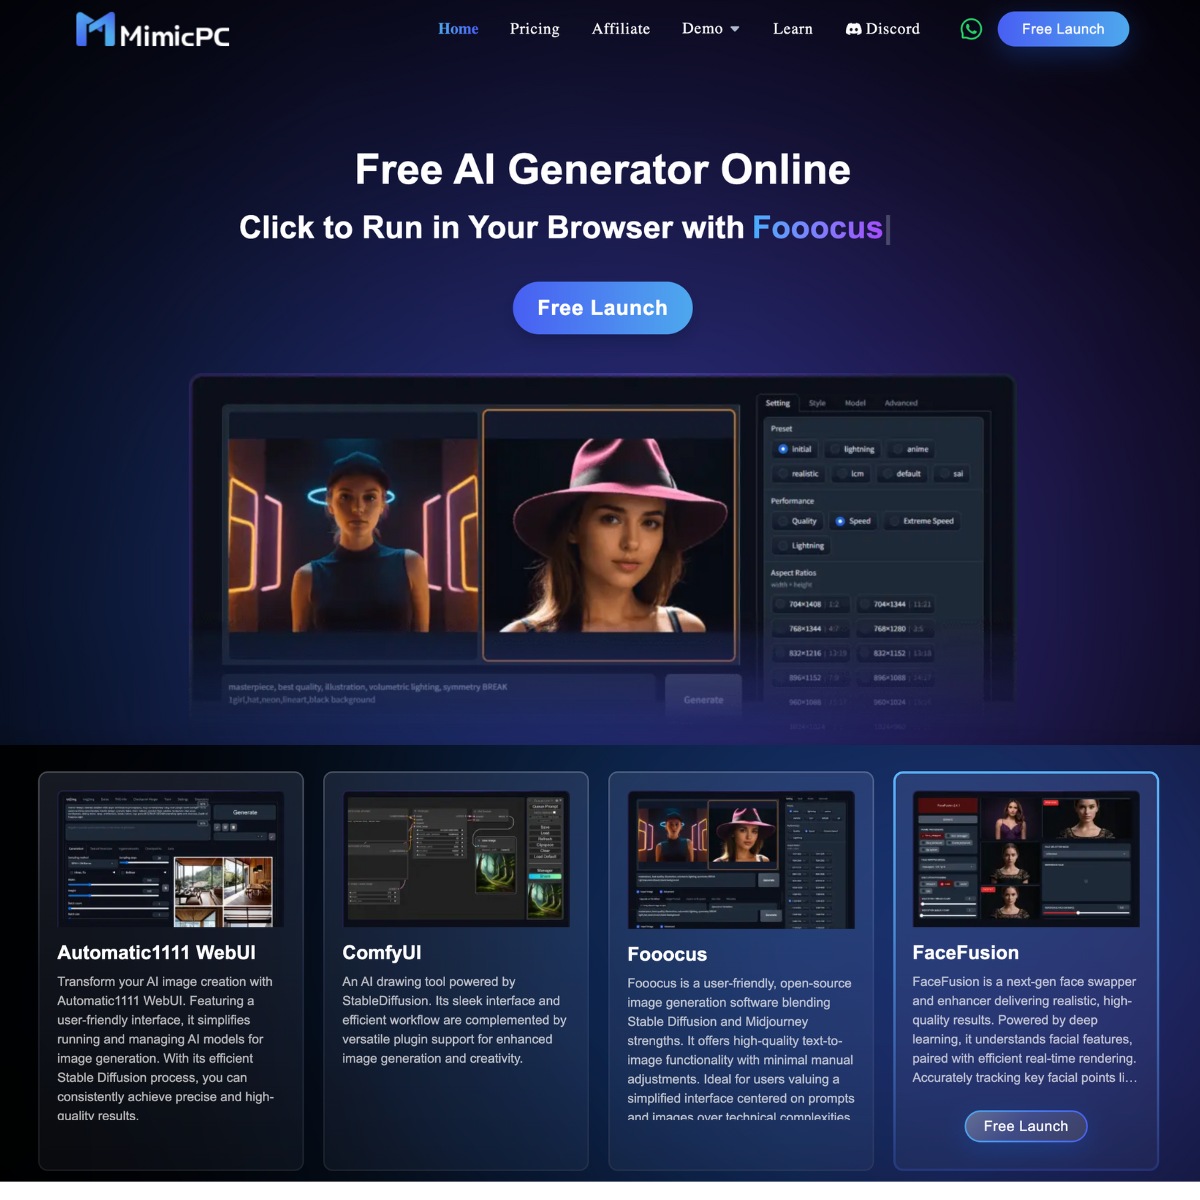 MimicPC
Home
Pricing
Affiliate
Demo
Learn
Discord
Free Launch
Free AI Generator Online
Click to Run in Your Browser with Fooocus
Free Launch
Setting Style Model Advanced
Preset
initial lightning anime
realistic lcm default sai
Performance
Quality Speed Extreme Speed
Lightning
Aspect Ratios
width × height
704×1408 | 1:2 704×1344 | 11:21
768×1344 | 4:7 768×1280 | 3:5
832×1216 | 13:19 832×1152 | 13:18
896×1152 | 7:9 896×1088 | 14:17
960×1088 960×1024
masterpiece, best quality, illustration, volumetric lighting, symmetry BREAK
1girl,hat,neon,lineart,black background
Generate
Generate
Automatic1111 WebUI
Transform your AI image creation with
Automatic1111 WebUI. Featuring a
user-friendly interface, it simplifies
running and managing AI models for
image generation. With its efficient
Stable Diffusion process, you can
consistently achieve precise and high-
quality results.
ComfyUI
An AI drawing tool powered by
StableDiffusion. Its sleek interface and
efficient workflow are complemented by
versatile plugin support for enhanced
image generation and creativity.
Fooocus
Fooocus is a user-friendly, open-source
image generation software blending
Stable Diffusion and Midjourney
strengths. It offers high-quality text-to-
image functionality with minimal manual
adjustments. Ideal for users valuing a
simplified interface centered on prompts
and images over technical complexities
FaceFusion
FaceFusion is a next-gen face swapper
and enhancer delivering realistic, high-
quality results. Powered by deep
learning, it understands facial features,
paired with efficient real-time rendering.
Accurately tracking key facial points li...
Free Launch